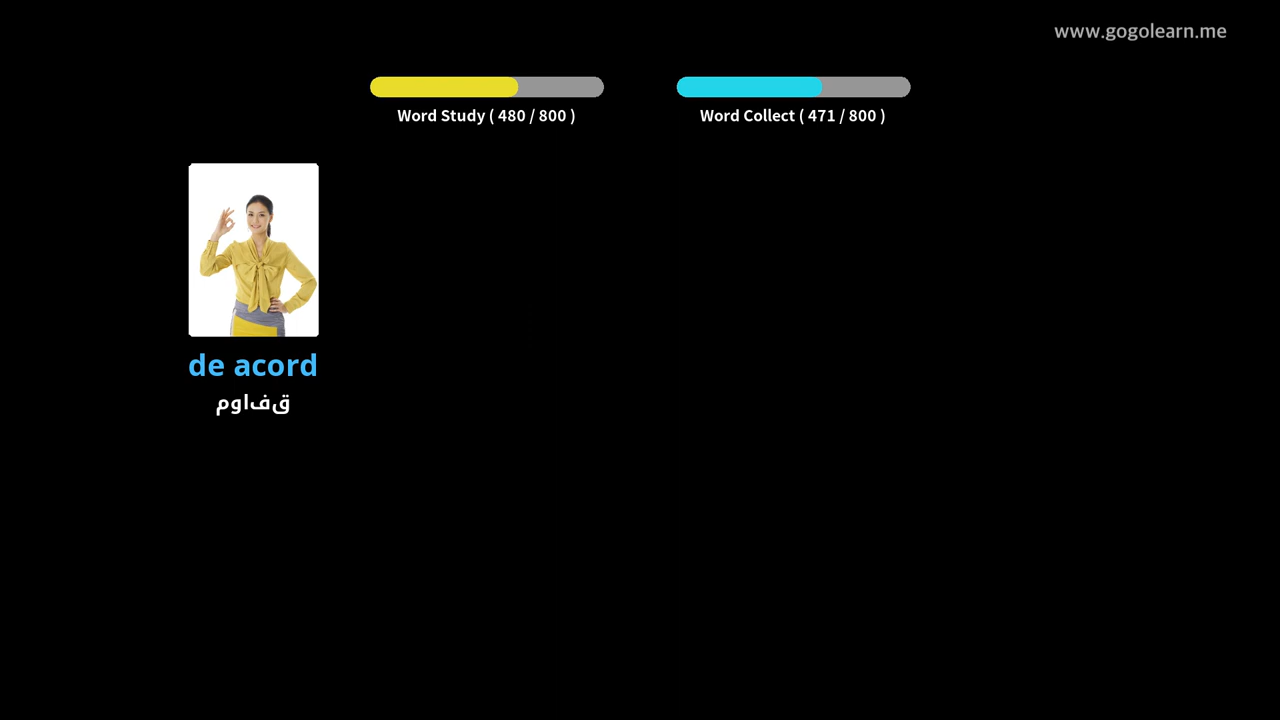 www.gogolearn.me
Word Study ( 480 / 800 )
Word Collect ( 471 / 800 )
de acord
قفاوم